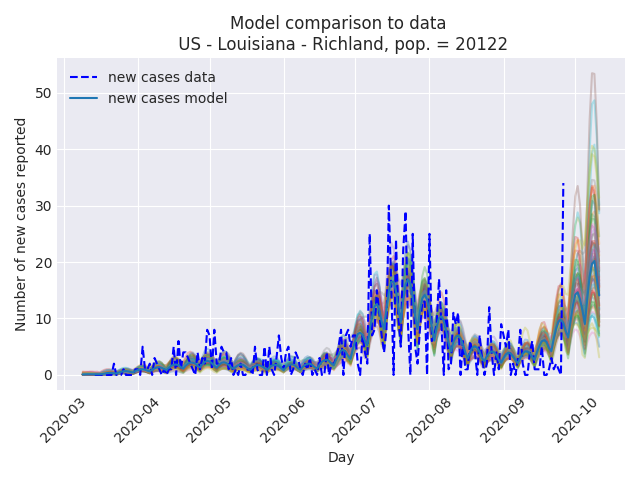 Model comparison to data
US - Louisiana - Richland, pop. = 20122
new cases data
new cases model
Number of new cases reported
50
40
30
20
10
0
2020-03
2020-04
2020-05
2020-06
2020-07
2020-08
2020-09
2020-10
Day